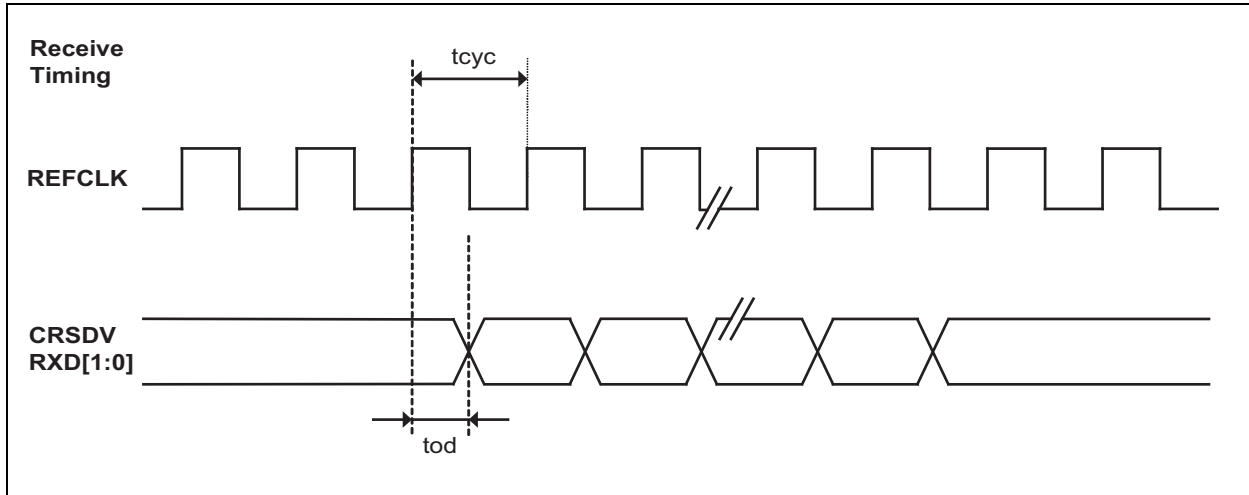 Receive
Timing
tcyc
REFCLK
CRSDV
RXD[1:0]
tod